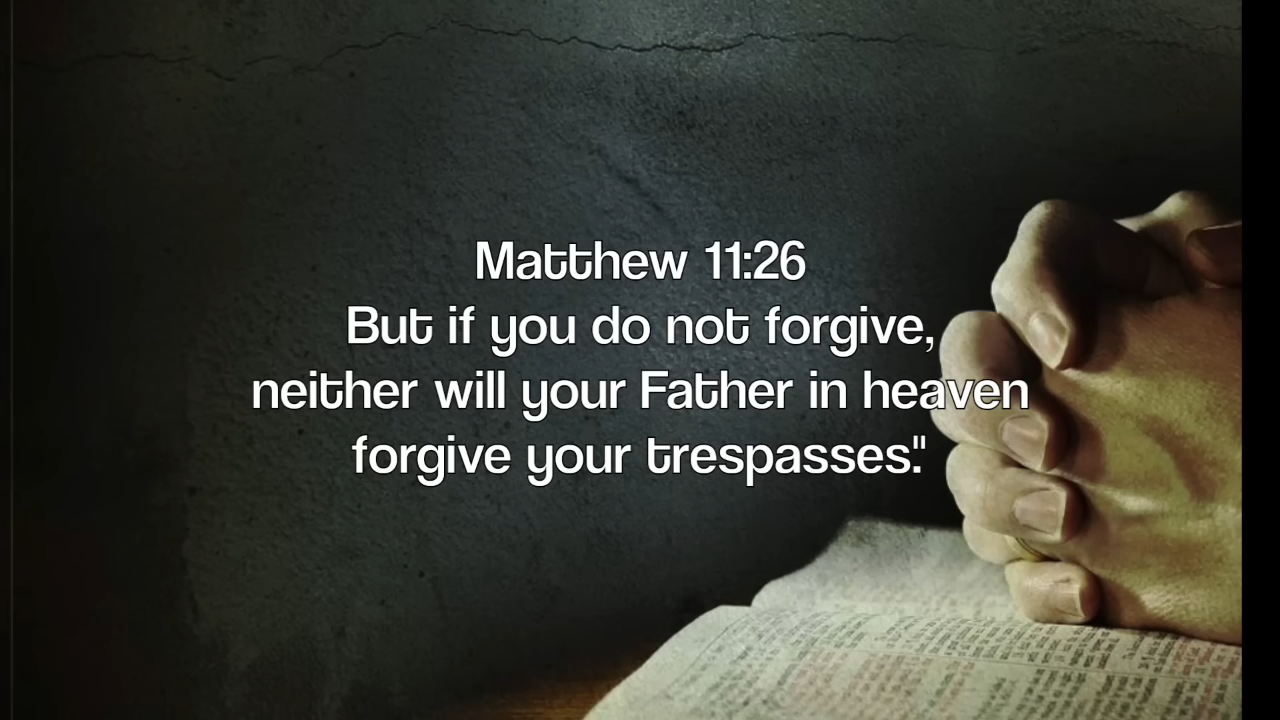 Matthew 11:26
But if you do not forgive,
neither will your Father in heaven
forgive your trespasses."